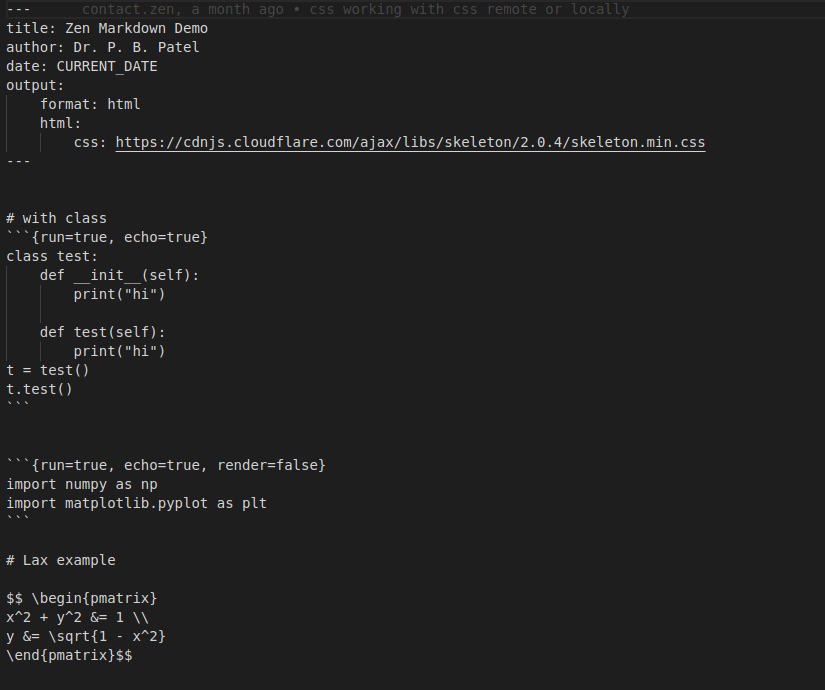 ---      contact.zen, a month ago • css working with css remote or locally
title: Zen Markdown Demo
author: Dr. P. B. Patel
date: CURRENT_DATE
output:
    format: html
    html:
        css: https://cdnjs.cloudflare.com/ajax/libs/skeleton/2.0.4/skeleton.min.css
---
# with class
```{run=true, echo=true}
class test:
    def __init__(self):
        print("hi")
    def test(self):
        print("hi")
t = test()
t.test()
```
```{run=true, echo=true, render=false}
import numpy as np
import matplotlib.pyplot as plt
```
# Lax example
$$ \begin{pmatrix}
x^2 + y^2 &= 1 \\
y &= \sqrt{1 - x^2}
\end{pmatrix}$$